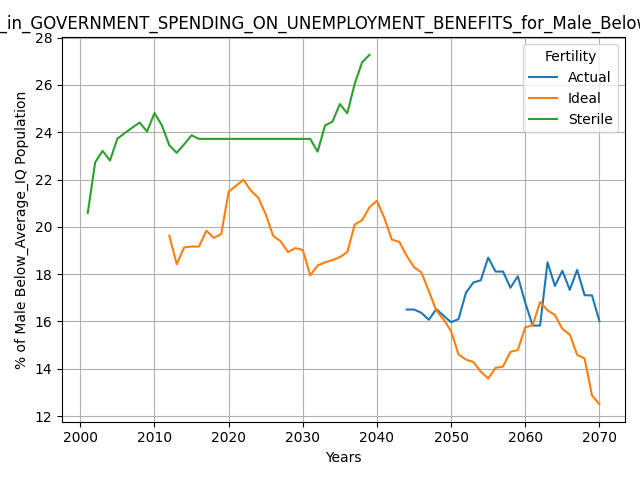 _in_GOVERNMENT_SPENDING_ON_UNEMPLOYMENT_BENEFITS_for_Male_Below
28
26
24
22
20
18
16
14
12
% of Male Below_Average_IQ Population
Fertility
Actual
Ideal
Sterile
2000 2010 2020 2030 2040 2050 2060 2070
Years